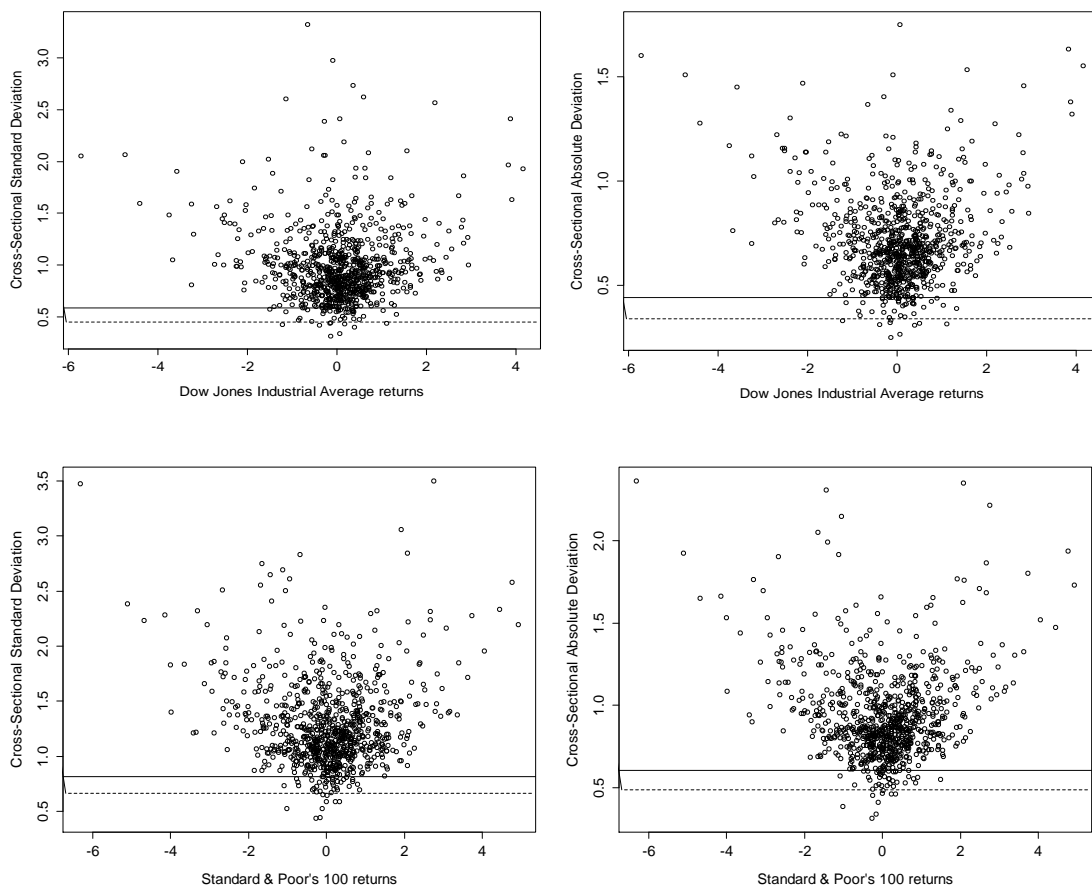 Cross-Sectional Standard Deviation
3.0
2.5
2.0
1.5
1.0
0.5
-6 -4 -2 0 2 4
Dow Jones Industrial Average returns
Cross-Sectional Absolute Deviation
1.5
1.0
0.5
-6 -4 -2 0 2 4
Dow Jones Industrial Average returns
Cross-Sectional Standard Deviation
3.5
3.0
2.5
2.0
1.5
1.0
0.5
-6 -4 -2 0 2 4
Standard & Poor's 100 returns
Cross-Sectional Absolute Deviation
2.0
1.5
1.0
0.5
-6 -4 -2 0 2 4
Standard & Poor's 100 returns